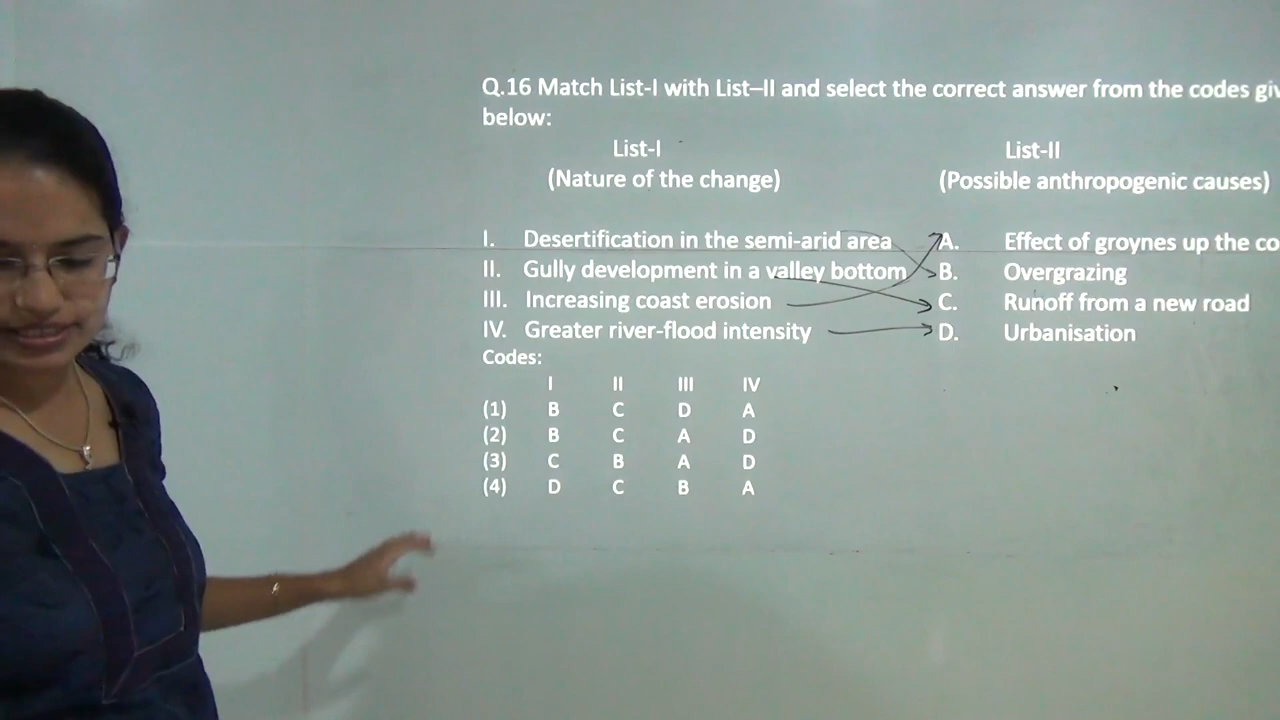 Q.16 Match List-I with List–II and select the correct answer from the codes
below:
List-I List-II
(Nature of the change) (Possible anthropogenic causes)
I. Desertification in the semi-arid area A. Effect of groynes up the
II. Gully development in a valley bottom B. Overgrazing
III. Increasing coast erosion C. Runoff from a new road
IV. Greater river-flood intensity D. Urbanisation
Codes:
I II III IV
(1) B C D A
(2) B C A D
(3) C B A D
(4) D C B A